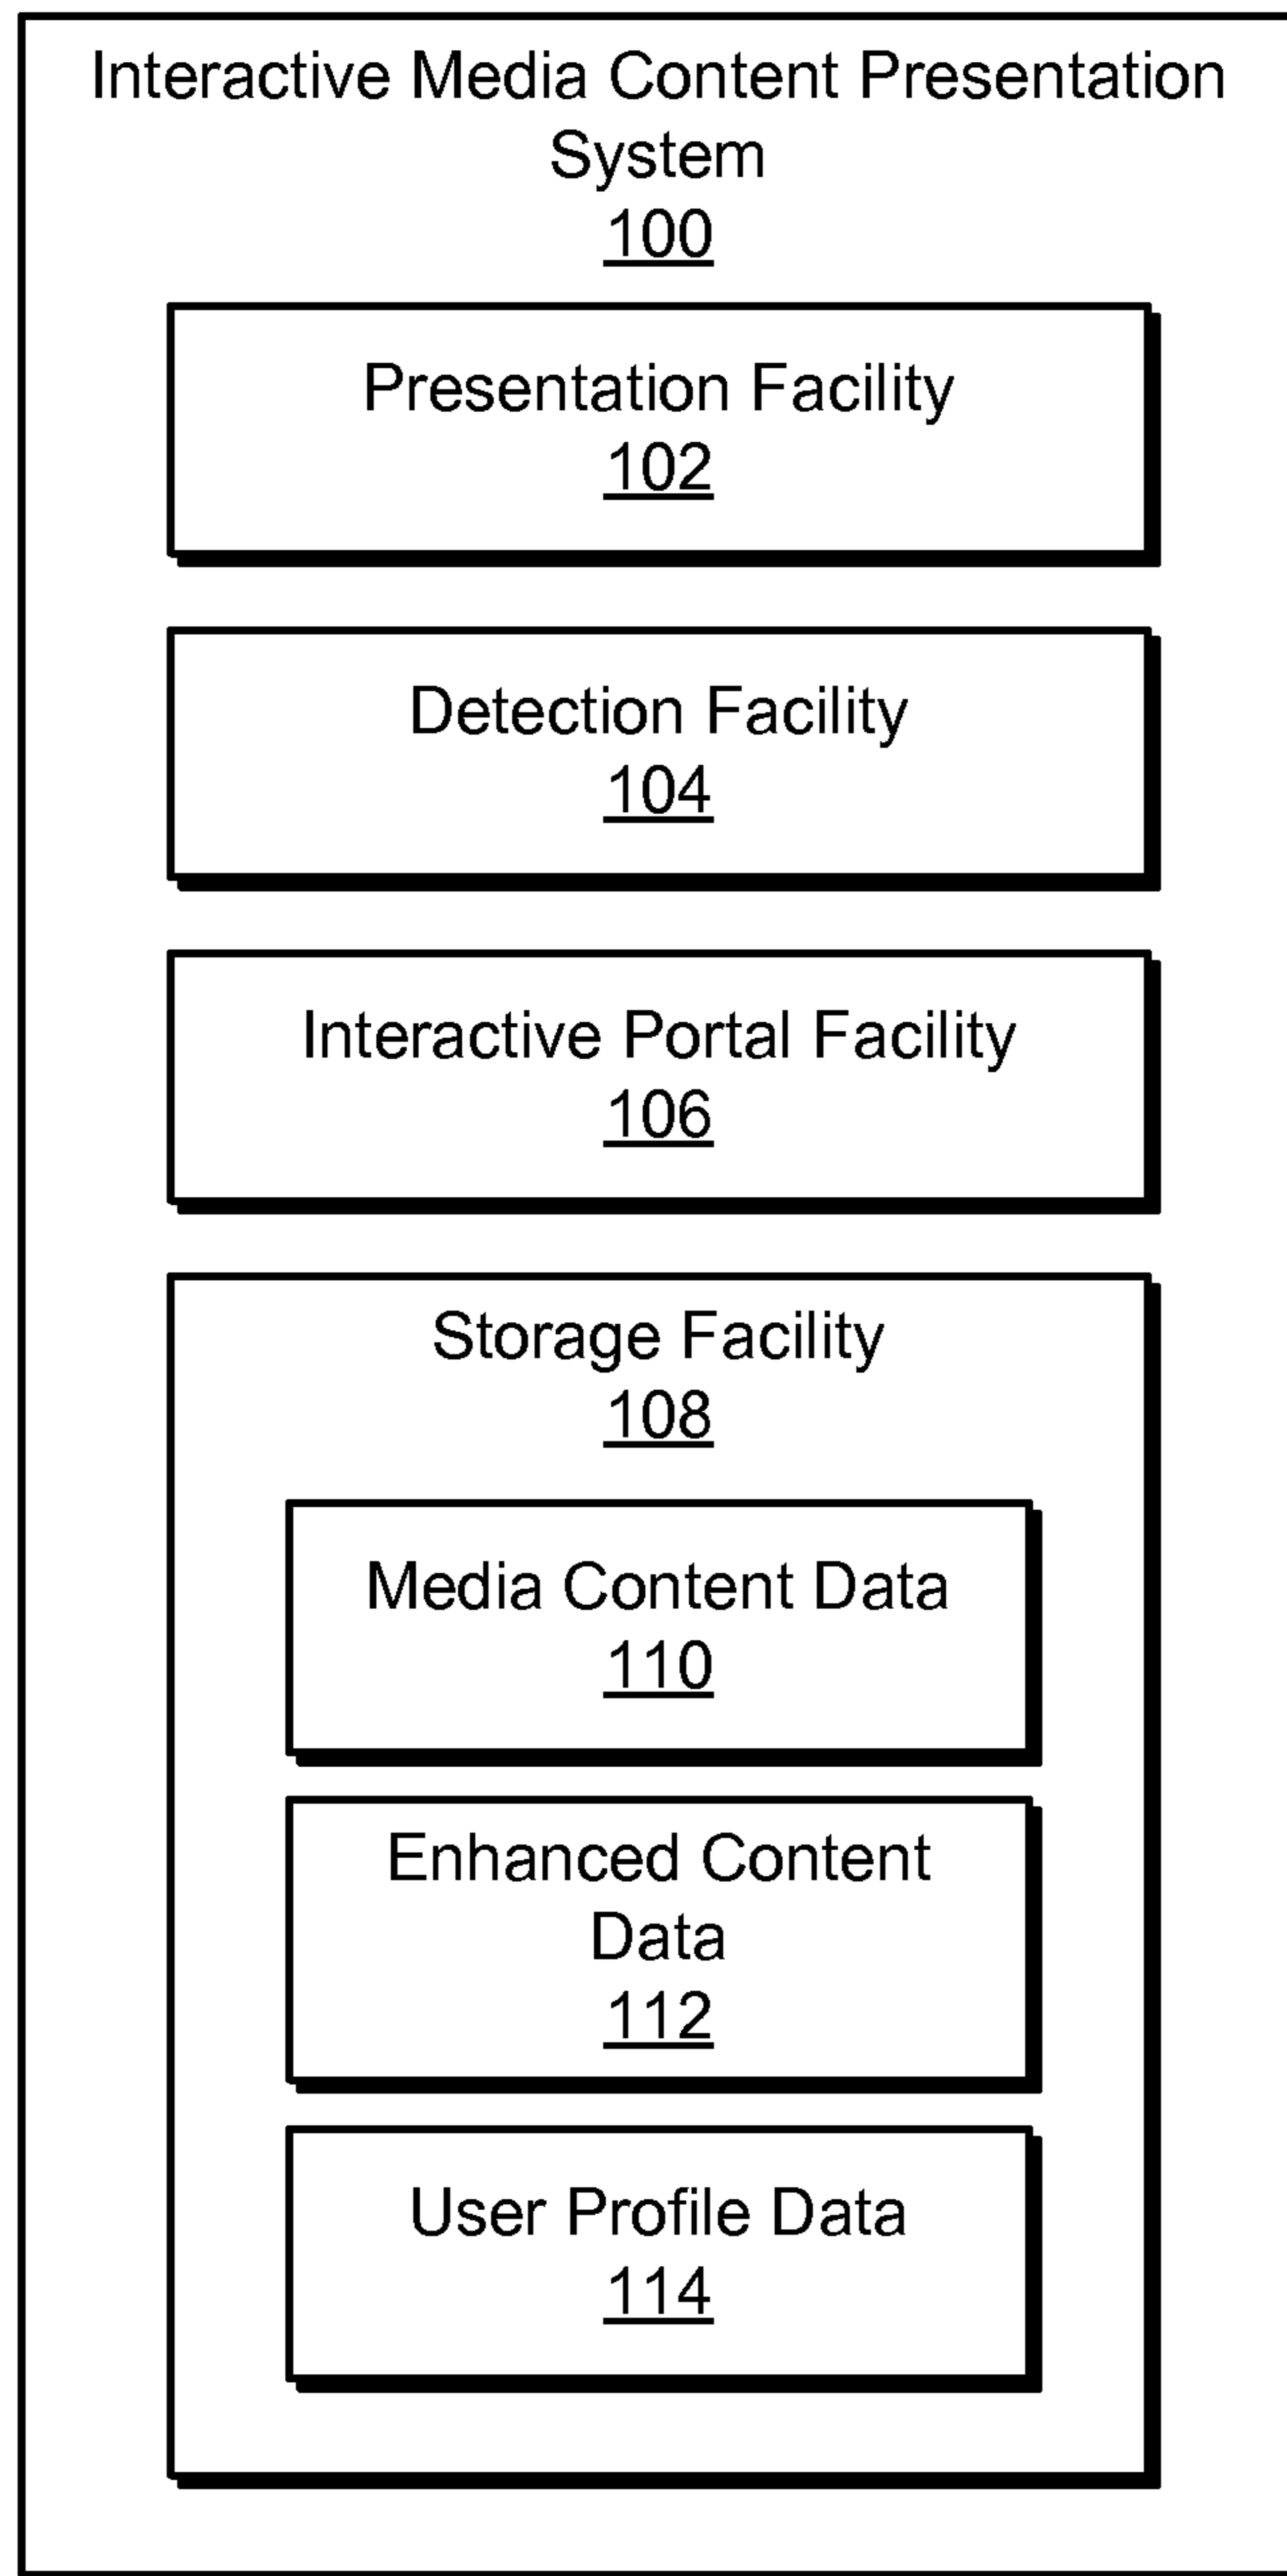 Interactive Media Content Presentation
System
100
Presentation Facility
102
Detection Facility
104
Interactive Portal Facility
106
Storage Facility
108
Media Content Data
110
Enhanced Content
Data
112
User Profile Data
114